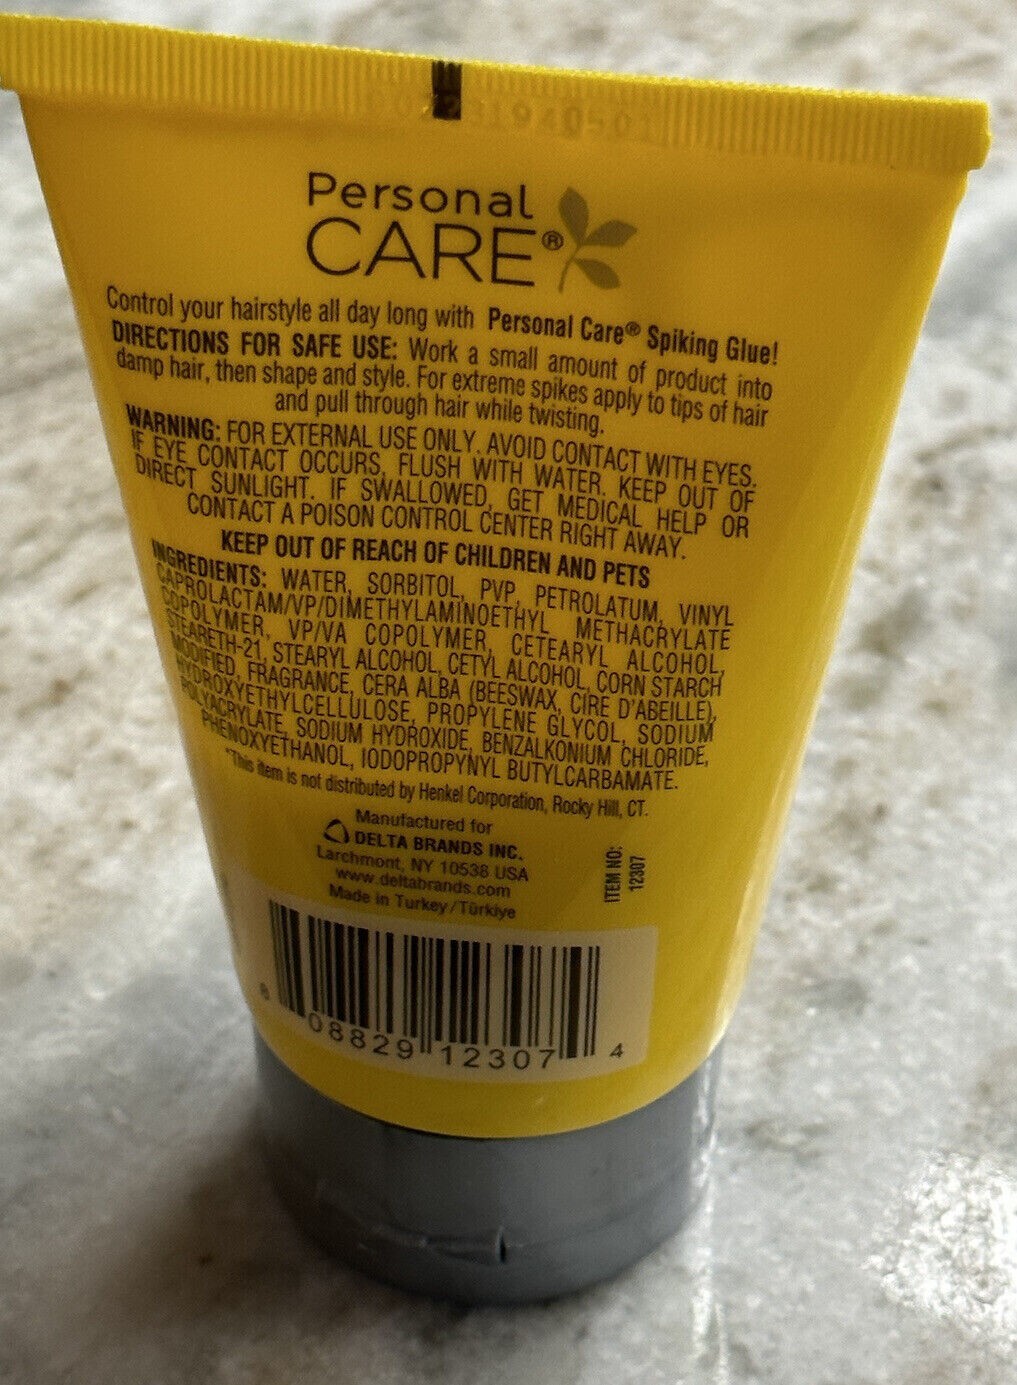 Personal
CARE®
Control your hairstyle all day long with Personal Care® Spiking Glue!
DIRECTIONS FOR SAFE USE: Work a small amount of product into
damp hair, then shape and style. For extreme spikes apply to tips of hair
and pull through hair while twisting.
WARNING: FOR EXTERNAL USE ONLY. AVOID CONTACT WITH EYES.
IF EYE CONTACT OCCURS, FLUSH WITH WATER. KEEP OUT OF
DIRECT SUNLIGHT. IF SWALLOWED, GET MEDICAL HELP OR
CONTACT A POISON CONTROL CENTER RIGHT AWAY.
KEEP OUT OF REACH OF CHILDREN AND PETS
INGREDIENTS: WATER, SORBITOL, PVP, PETROLATUM, VINYL
CAPROLACTAM/VP/DIMETHYLAMINOETHYL METHACRYLATE
COPOLYMER, VP/VA COPOLYMER, CETEARYL ALCOHOL,
STEARETH-21, STEARYL ALCOHOL, CETYL ALCOHOL, CORN STARCH
MODIFIED, FRAGRANCE, CERA ALBA (BEESWAX, CIRE D'ABEILLE),
HYDROXYETHYLCELLULOSE, PROPYLENE GLYCOL, SODIUM
POLYACRYLATE, SODIUM HYDROXIDE, BENZALKONIUM CHLORIDE,
PHENOXYETHANOL, IODOPROPYNYL BUTYLCARBAMATE.
*This item is not distributed by Henkel Corporation, Rocky Hill, CT.
Manufactured for
DELTA BRANDS INC.
Larchmont, NY 10538 USA
www.deltabrands.com
Made in Turkey/Türkiye
ITEM NO:
12307
8 08829 12307 4